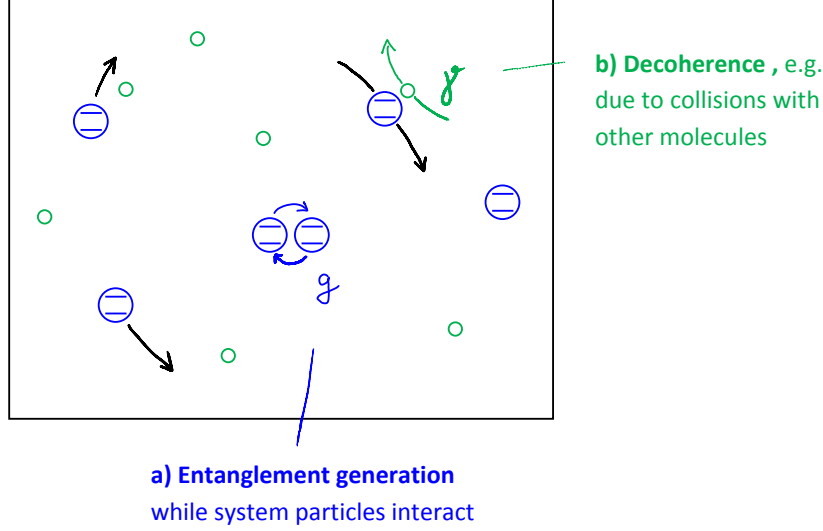 γ
b) Decoherence , e.g.
due to collisions with
other molecules
g
a) Entanglement generation
while system particles interact